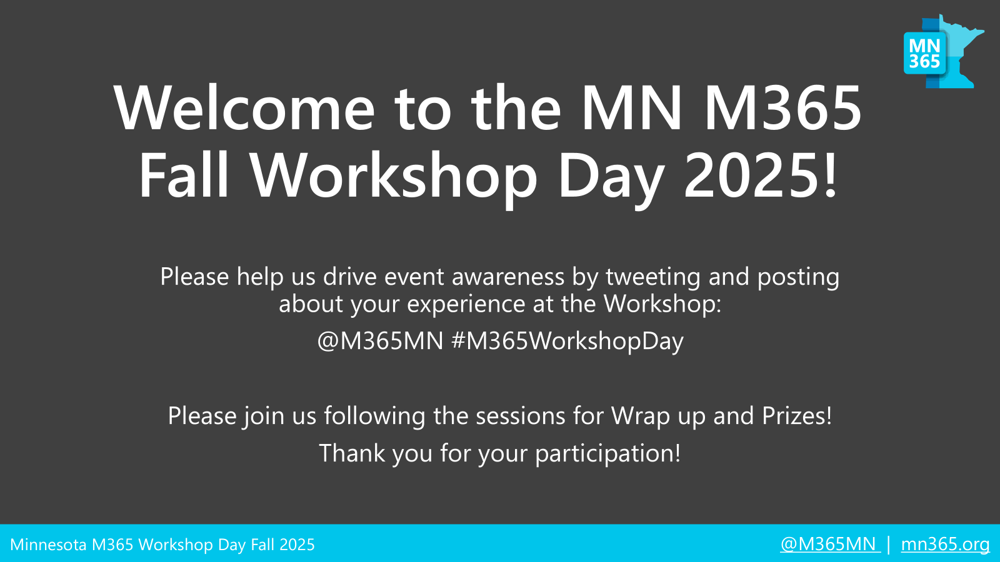 MN
365
Welcome to the MN M365
Fall Workshop Day 2025!
Please help us drive event awareness by tweeting and posting
about your experience at the Workshop:
@M365MN #M365WorkshopDay
Please join us following the sessions for Wrap up and Prizes!
Thank you for your participation!
Minnesota M365 Workshop Day Fall 2025
@M365MN | mn365.org